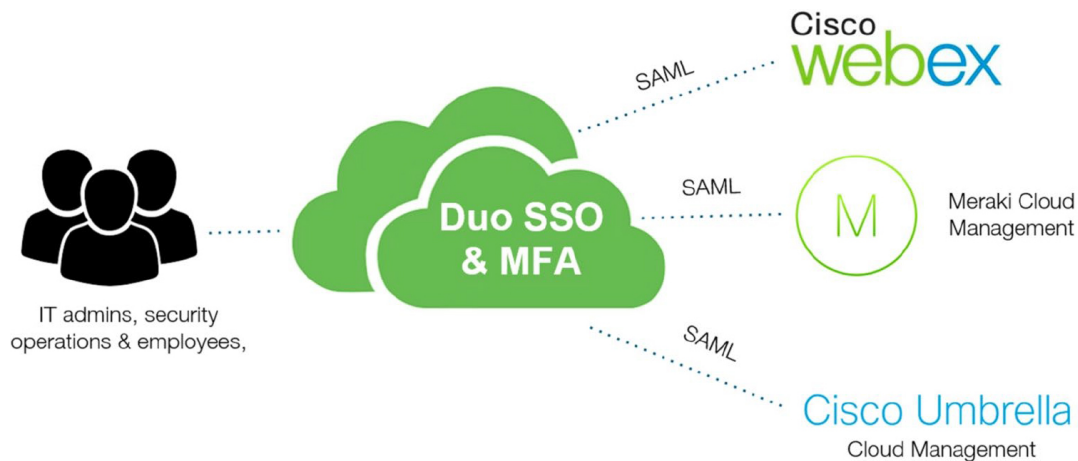 IT admins, security
operations & employees,
Duo SSO
& MFA
SAML
Cisco
webex
SAML
M
Meraki Cloud
Management
SAML
Cisco Umbrella
Cloud Management